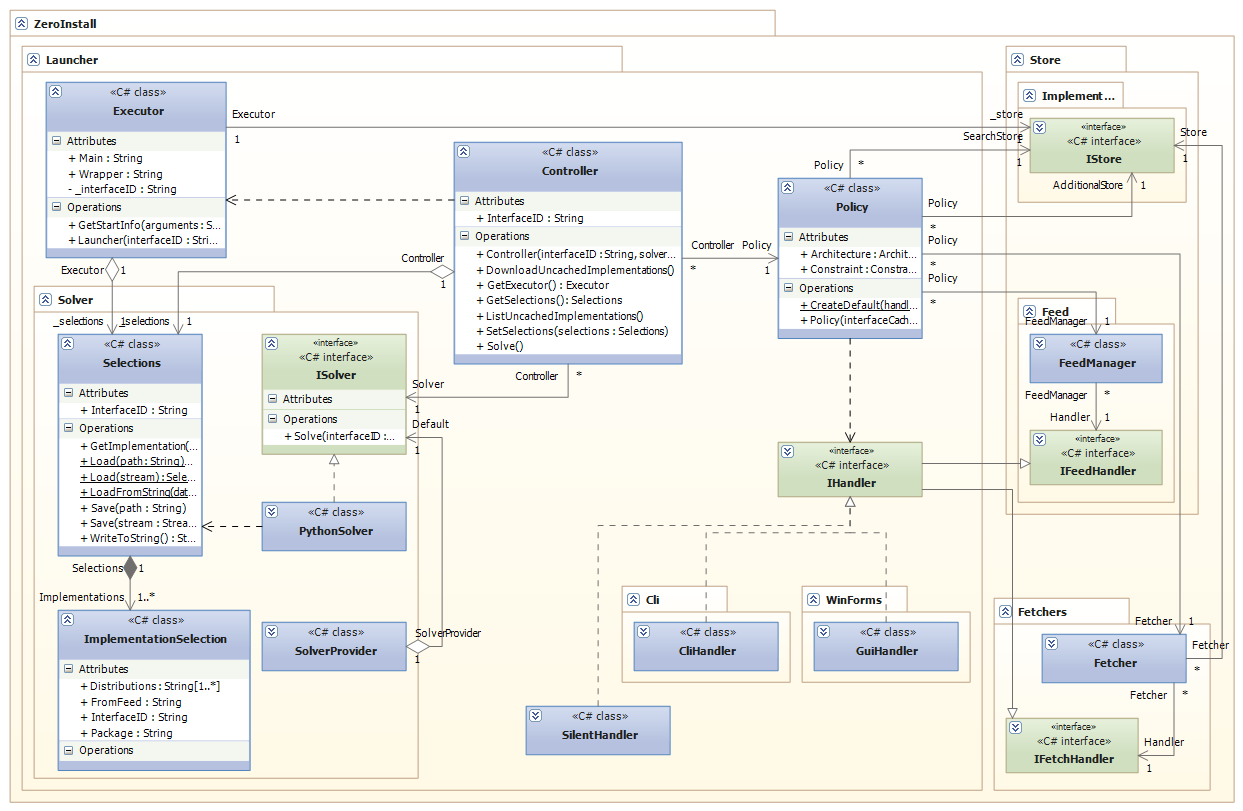 ZeroInstall
Launcher
«C# class»
Executor
Attributes
+ Main : String
+ Wrapper : String
- _interfaceID : String
Operations
+ GetStartInfo(arguments : S...
+ Launcher(interfaceID : Stri...
Executor
1
_store
SearchStore
1
1
«C# class»
Controller
Attributes
+ InterfaceID : String
Operations
+ Controller(interfaceID : String, solver...
+ DownloadUncachedImplementations()
+ GetExecutor() : Executor
+ GetSelections() : Selections
+ ListUncachedImplementations()
+ SetSelections(selections : Selections)
+ Solve()
Controller
*
Policy
1
Policy
*
«C# class»
Policy
Attributes
+ Architecture : Archit...
+ Constraint : Constra...
Operations
+ CreateDefault(handl...
+ Policy(interfaceCach...
Policy
*
Policy
*
Policy
*
Store
Implement...
«interface»
«C# interface»
IStore
Store
1
AdditionalStore
1
Feed
FeedManager
1
«C# class»
FeedManager
FeedManager
*
Handler
1
«interface»
«C# interface»
IFeedHandler
Executor
1
Controller
1
Solver
_selections
1
_selections
1
«C# class»
Selections
Attributes
+ InterfaceID : String
Operations
+ GetImplementation(...
+ Load(path : String)...
+ Load(stream) : Sele...
+ LoadFromString(dat...
+ Save(path : String)
+ Save(stream : Strea...
+ WriteToString() : St...
«interface»
«C# interface»
ISolver
Attributes
Operations
+ Solve(interfaceID :...
Controller
*
Solver
1
Default
1
«C# class»
PythonSolver
Selections
1
Implementations
1..*
«C# class»
ImplementationSelection
Attributes
+ Distributions : String[1..*]
+ FromFeed : String
+ InterfaceID : String
+ Package : String
Operations
«C# class»
SolverProvider
SolverProvider
1
«interface»
«C# interface»
IHandler
Cli
«C# class»
CliHandler
WinForms
«C# class»
GuiHandler
«C# class»
SilentHandler
Fetchers
Fetcher
1
«C# class»
Fetcher
Fetcher
*
Fetcher
*
Handler
1
«interface»
«C# interface»
IFetchHandler